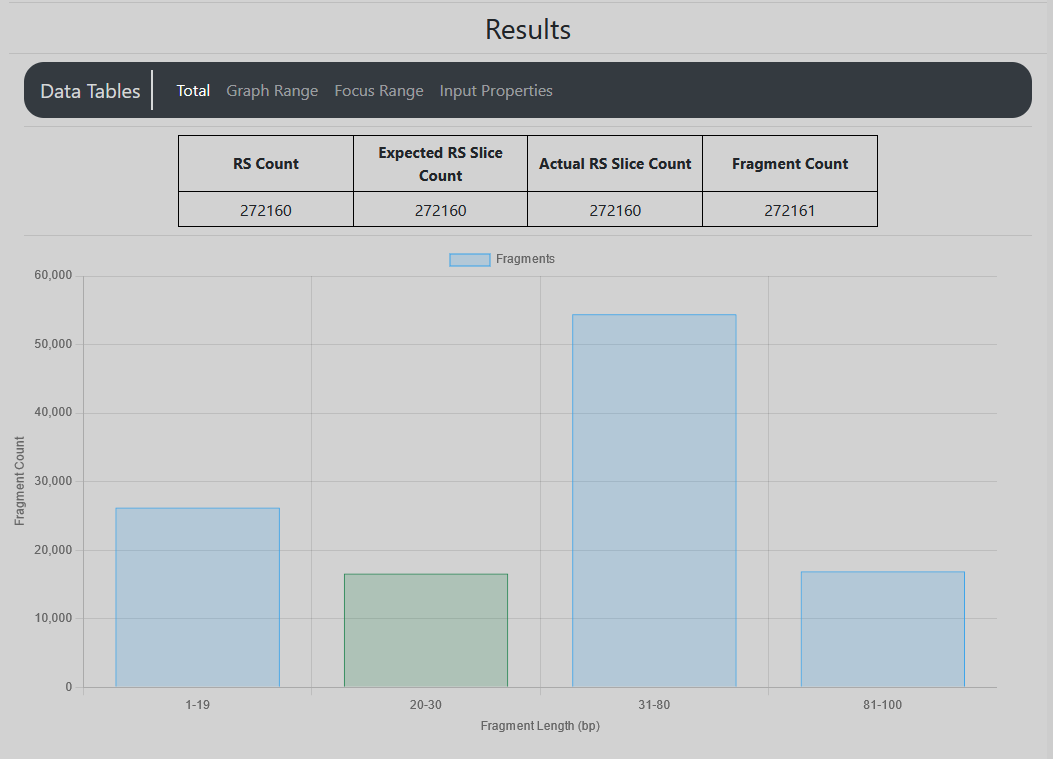 Results
Data Tables Total Graph Range Focus Range Input Properties
RS Count Expected RS Slice Count Actual RS Slice Count Fragment Count
272160 272160 272160 272161
Fragments
60,000
50,000
40,000
30,000
20,000
10,000
0
Fragment Count
1-19 20-30 31-80 81-100
Fragment Length (bp)